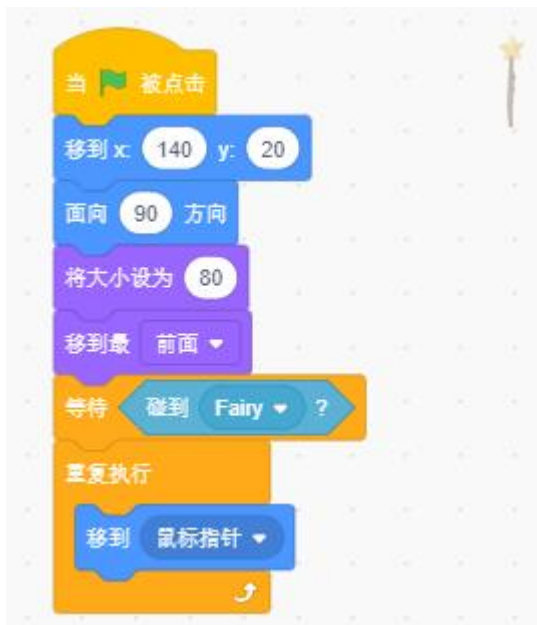 当 被点击
移到 x: 140 y: 20
面向 90 方向
将大小设为 80
移到最 前面
等待 碰到 Fairy ?
重复执行
移到 鼠标指针